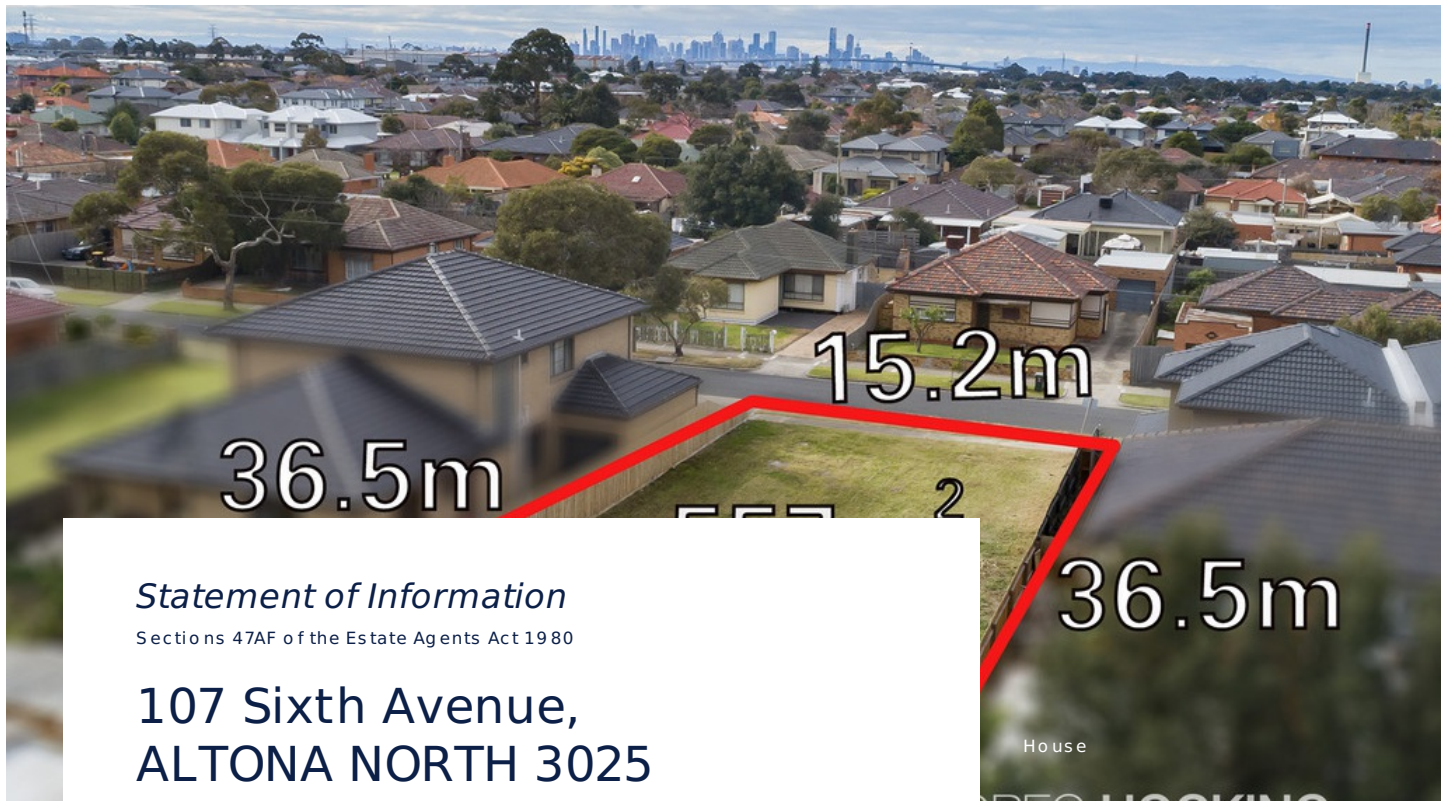 15.2m
36.5m
2
36.5m
Statement of Information
Sections 47AF of the Estate Agents Act 1980
107 Sixth Avenue,
ALTONA NORTH 3025
House